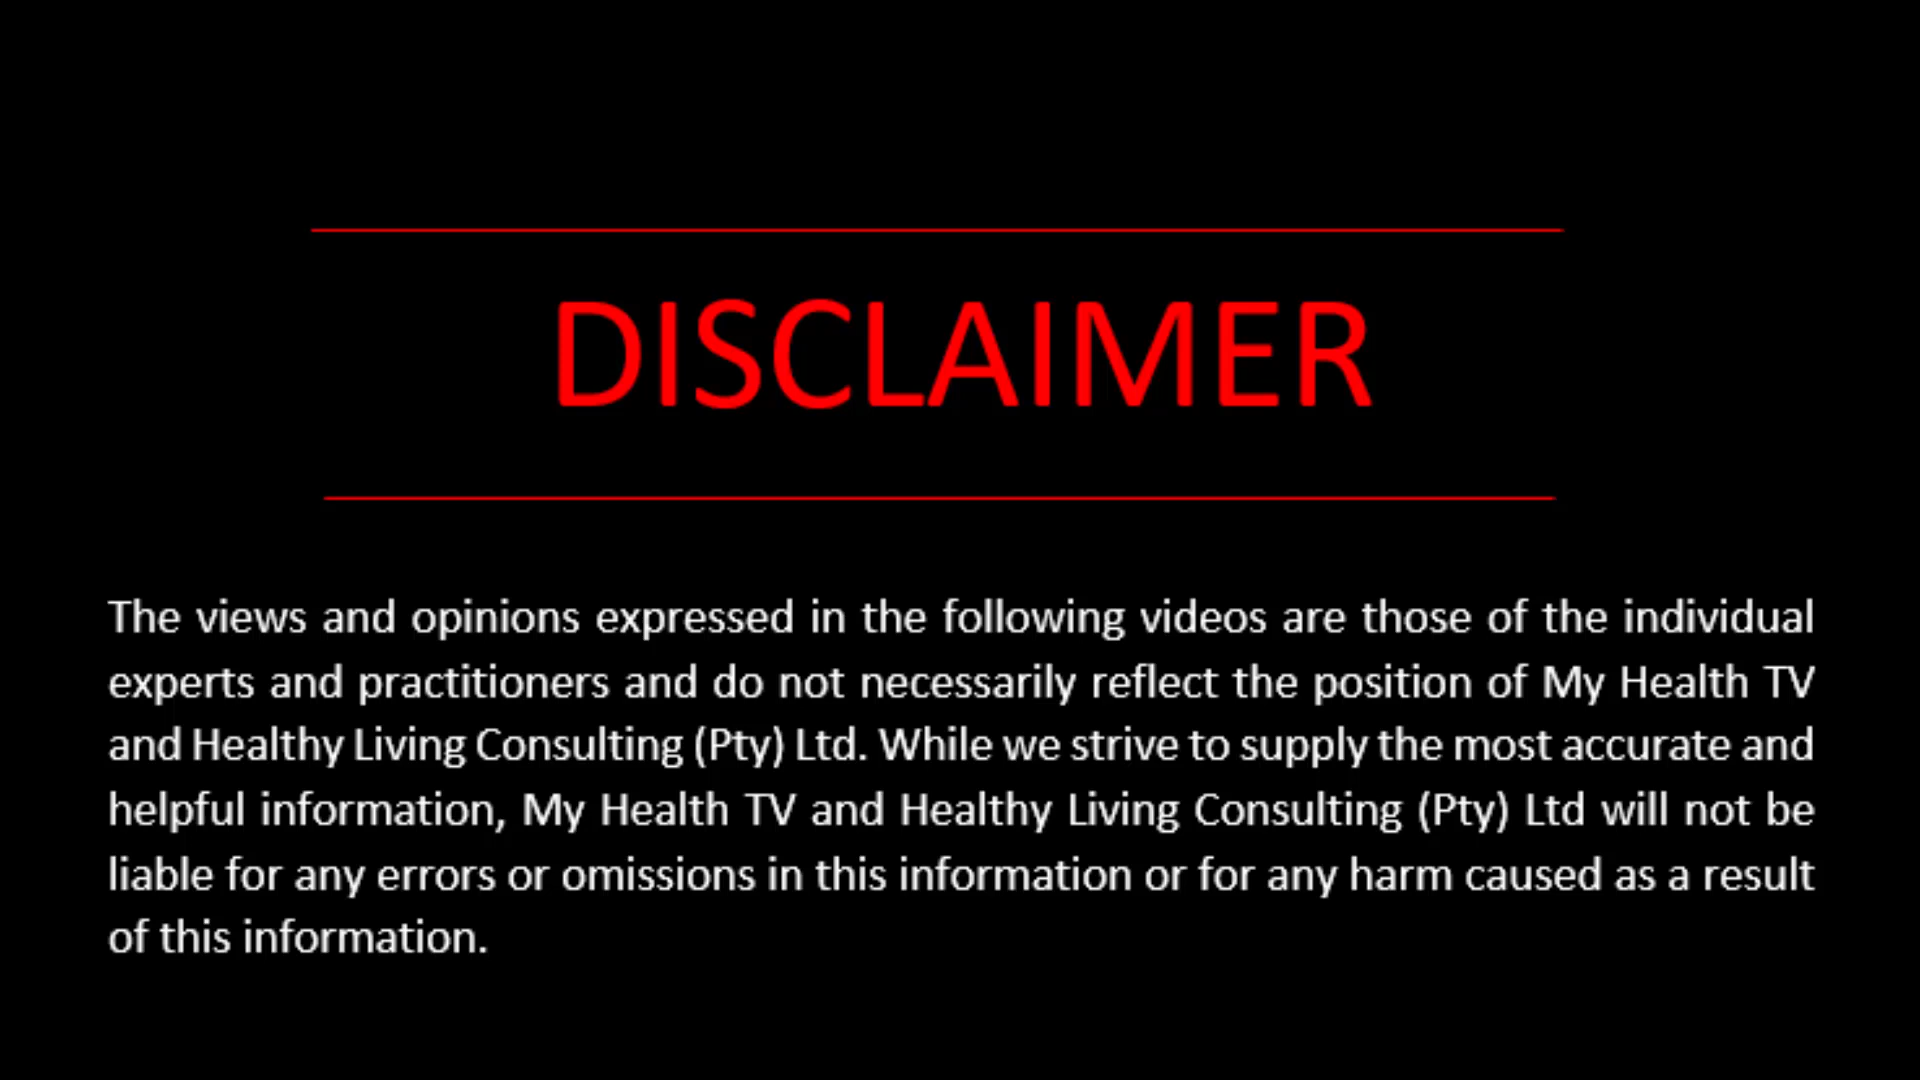 DISCLAIMER
The views and opinions expressed in the following videos are those of the individual
experts and practitioners and do not necessarily reflect the position of My Health TV
and Healthy Living Consulting (Pty) Ltd. While we strive to supply the most accurate and
helpful information, My Health TV and Healthy Living Consulting (Pty) Ltd will not be
liable for any errors or omissions in this information or for any harm caused as a result
of this information.